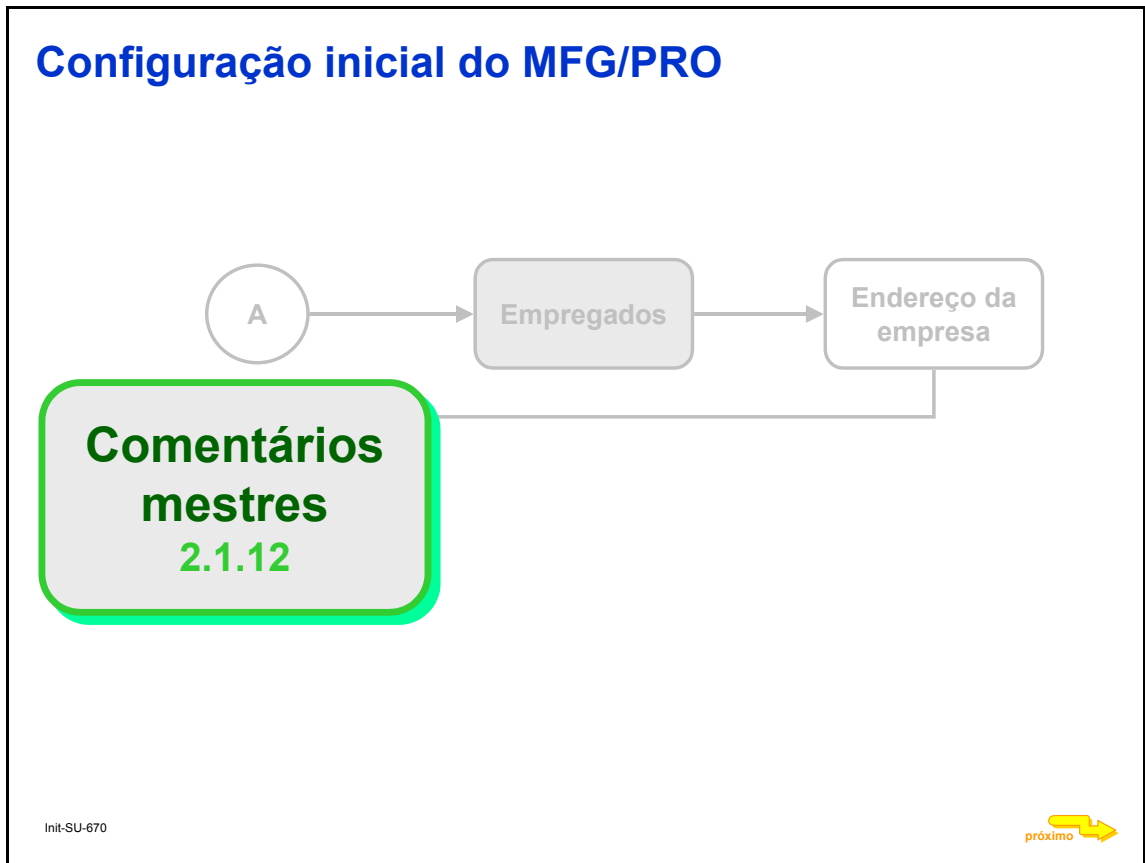 Configuração inicial do MFG/PRO
A
Empregados
Endereço da
empresa
Comentários
mestres
2.1.12
Init-SU-670
próximo